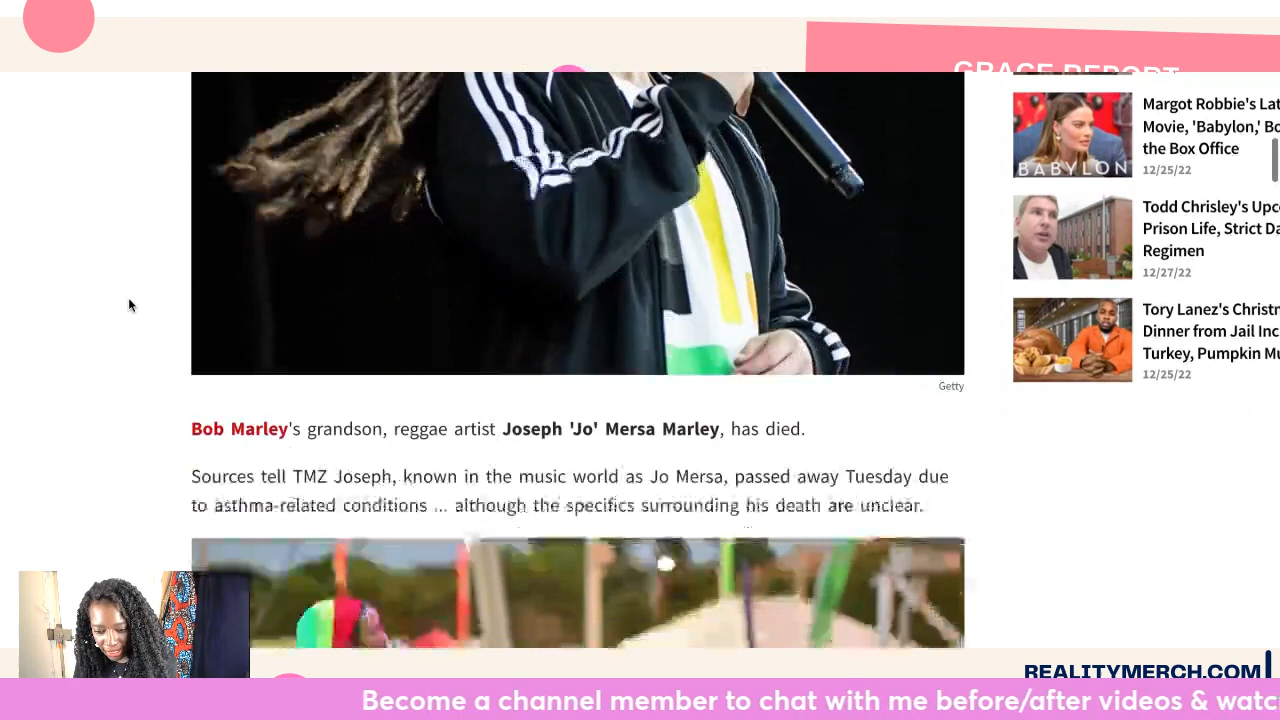 GRACE REPORT
Margot Robbie's Lat
Movie, 'Babylon,' Bo
the Box Office
12/25/22
BABYLON
Todd Chrisley's Upc
Prison Life, Strict Da
Regimen
12/27/22
Tory Lanez's Christm
Dinner from Jail Inc
Turkey, Pumpkin Mu
12/25/22
Getty
Bob Marley's grandson, reggae artist Joseph 'Jo' Mersa Marley, has died.
Sources tell TMZ Joseph, known in the music world as Jo Mersa, passed away Tuesday due
to asthma-related conditions ... although the specifics surrounding his death are unclear.
REALITYMERCH.COM
Become a channel member to chat with me before/after videos & watc